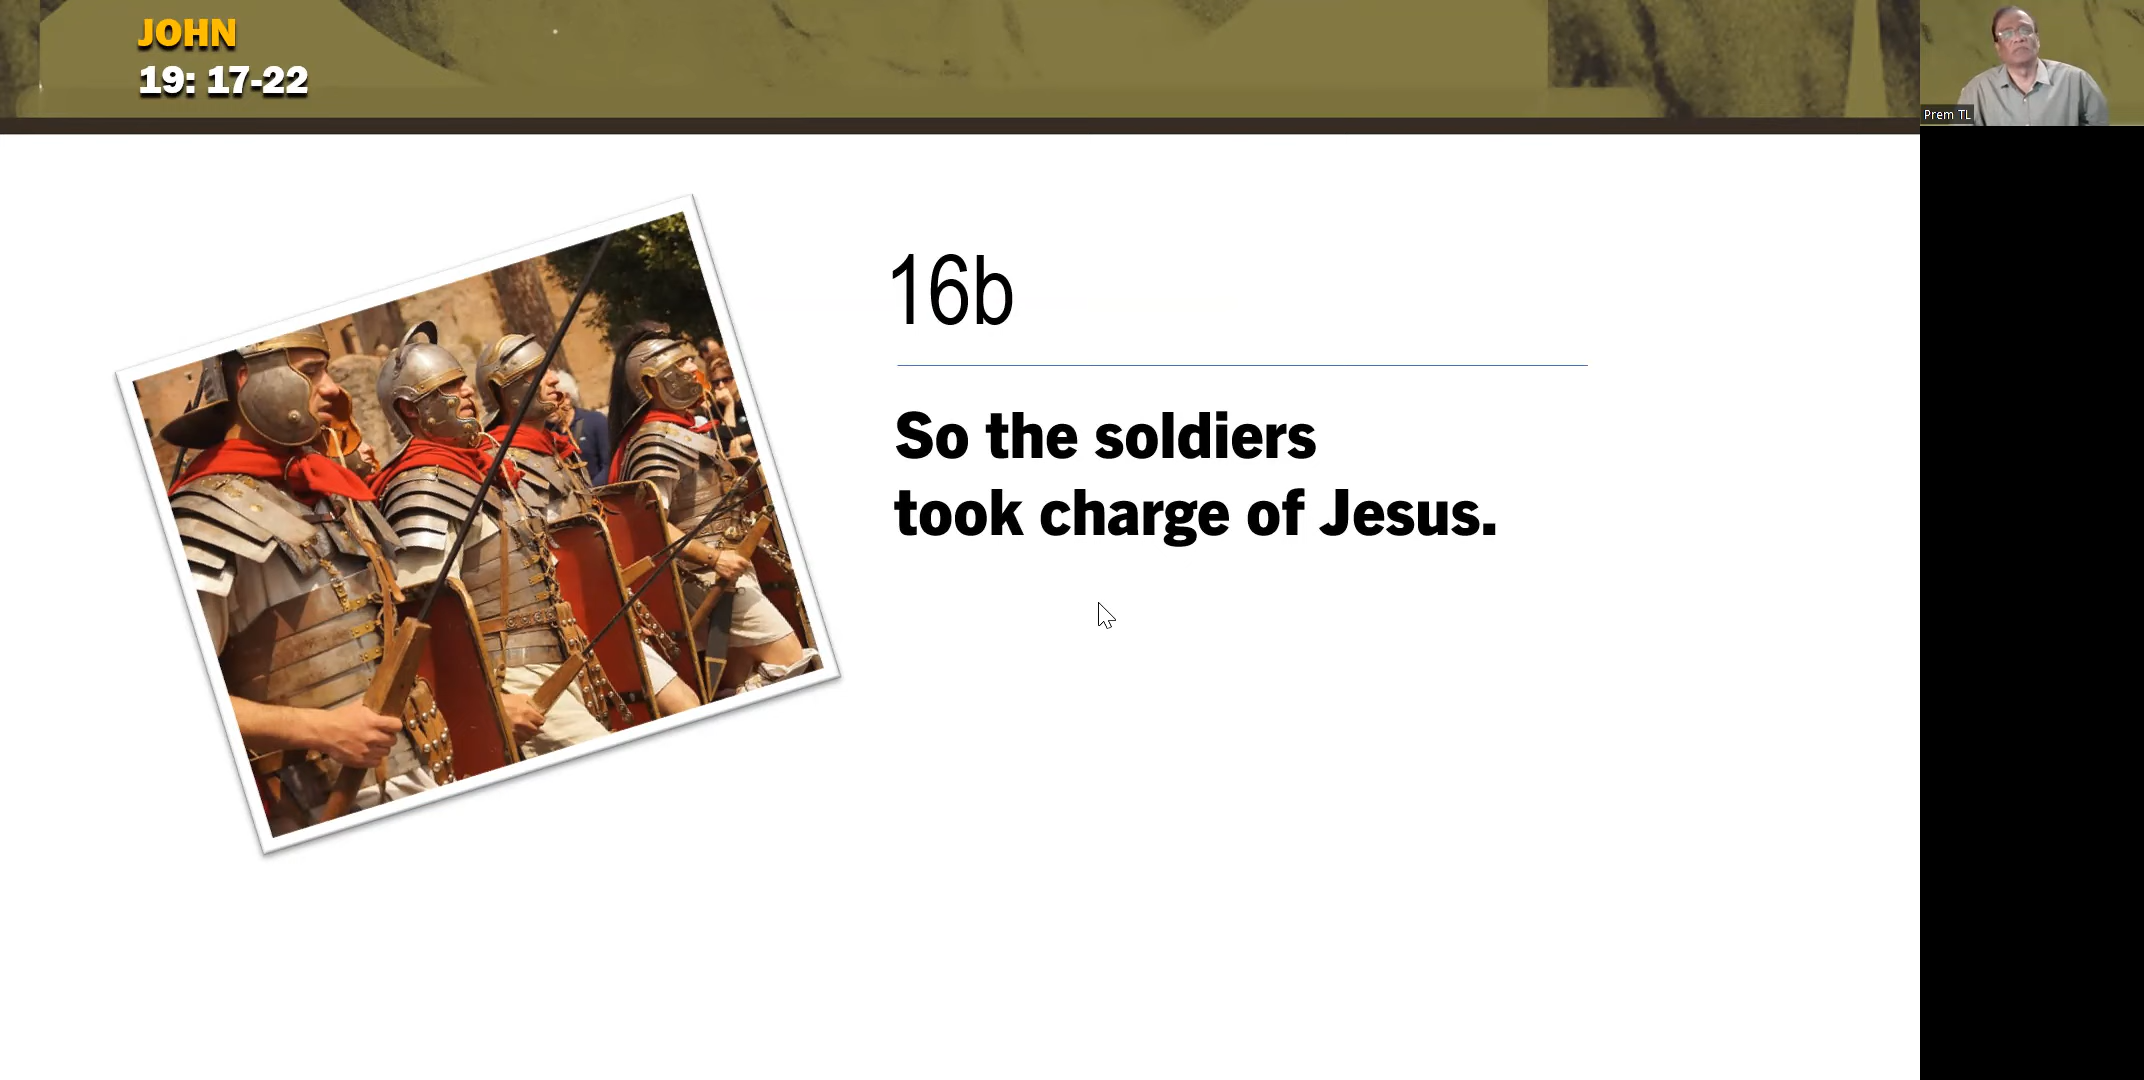 JOHN
19: 17-22
Prem TL
16b
So the soldiers
took charge of Jesus.